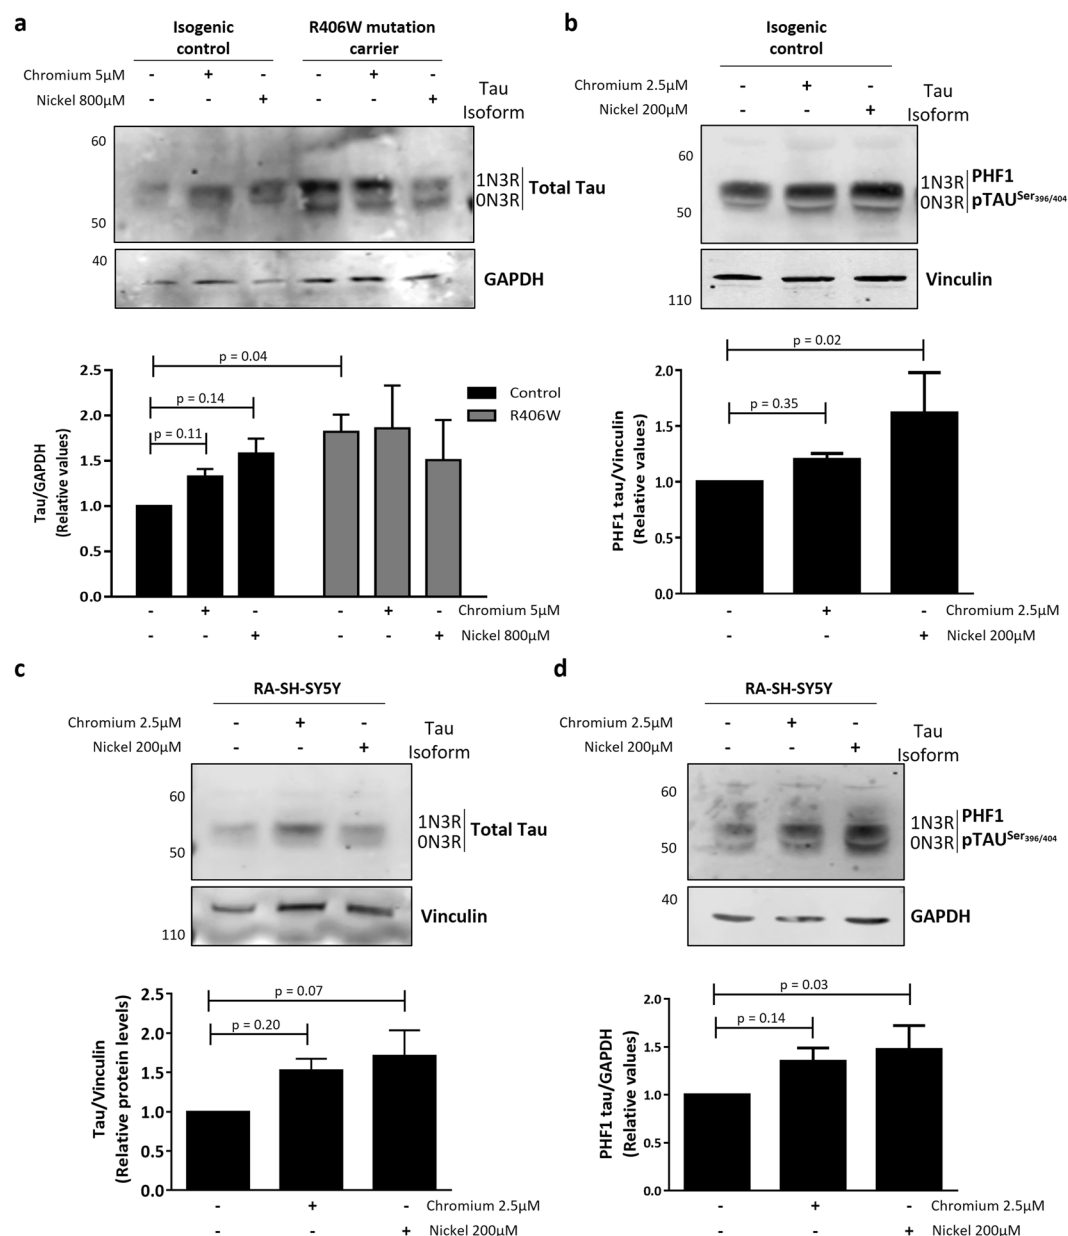 a
Isogenic
control
R406W mutation
carrier
Chromium 5µM - + - - + -
Nickel 800µM - - + - - +
Tau
Isoform
60
50
1N3R
0N3R
Total Tau
40
GAPDH
2.5
2.0
1.5
1.0
0.5
0.0
Tau/GAPDH
(Relative values)
p = 0.04
p = 0.14
p = 0.11
Control
R406W
- + - - + - Chromium 5µM
- - + - - + Nickel 800µM
b
Isogenic
control
Chromium 2.5µM - + -
Nickel 200µM - - +
Tau
Isoform
60
50
1N3R
0N3R
PHF1
pTAUSer396/404
Vinculin
110
2.0
1.5
1.0
0.5
0.0
PHF1 tau/Vinculin
(Relative values)
p = 0.02
p = 0.35
- + - Chromium 2.5µM
- - + Nickel 200µM
c
RA-SH-SY5Y
Chromium 2.5µM - + -
Nickel 200µM - - +
Tau
Isoform
60
50
1N3R
0N3R
Total Tau
Vinculin
110
2.5
2.0
1.5
1.0
0.5
0.0
Tau/Vinculin
(Relative protein levels)
p = 0.07
p = 0.20
- + - Chromium 2.5µM
- - + Nickel 200µM
d
RA-SH-SY5Y
Chromium 2.5µM - + -
Nickel 200µM - - +
Tau
Isoform
60
50
1N3R
0N3R
PHF1
pTAUSer396/404
40
GAPDH
2.0
1.5
1.0
0.5
0.0
PHF1 tau/GAPDH
(Relative values)
p = 0.03
p = 0.14
- + - Chromium 2.5µM
- - + Nickel 200µM